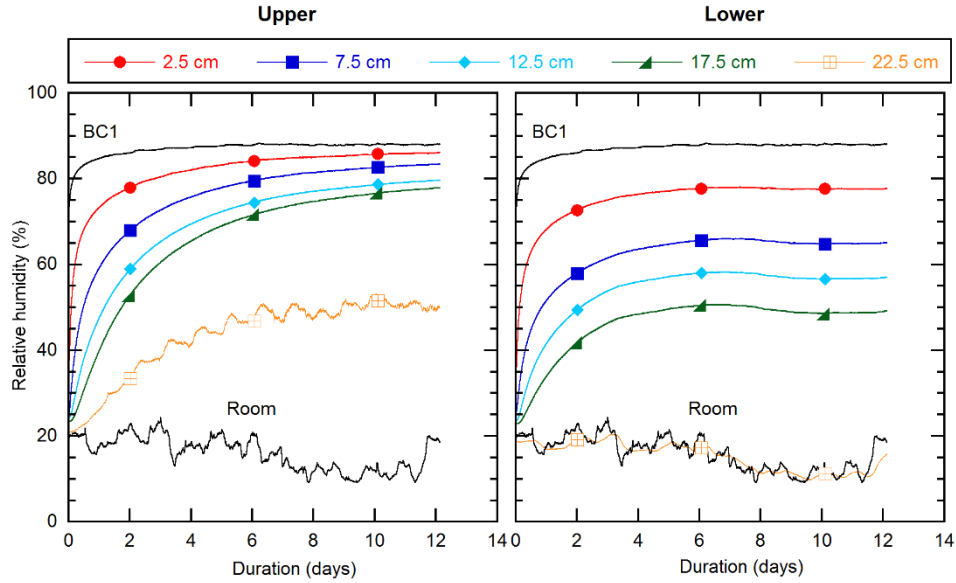 Upper Lower
2.5 cm 7.5 cm 12.5 cm 17.5 cm 22.5 cm
Relative humidity (%)
100
80
60
40
20
0
BC1
Room
0 2 4 6 8 10 12 14
Duration (days)
BC1
Room
0 2 4 6 8 10 12 14
Duration (days)